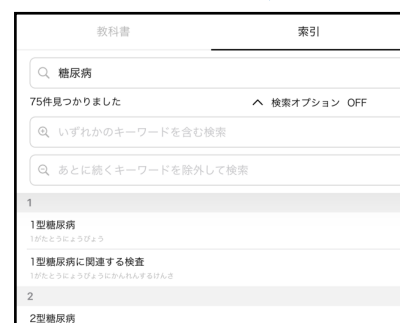 教科書
索引
糖尿病
75件見つかりました
検索オプション OFF
いずれかのキーワードを含む検索
あとに続くキーワードを除外して検索
1
1型糖尿病
1がたとうにょうびょう
1型糖尿病に関連する検査
1がたとうにょうびょうにかんれんするけんさ
2
2型糖尿病